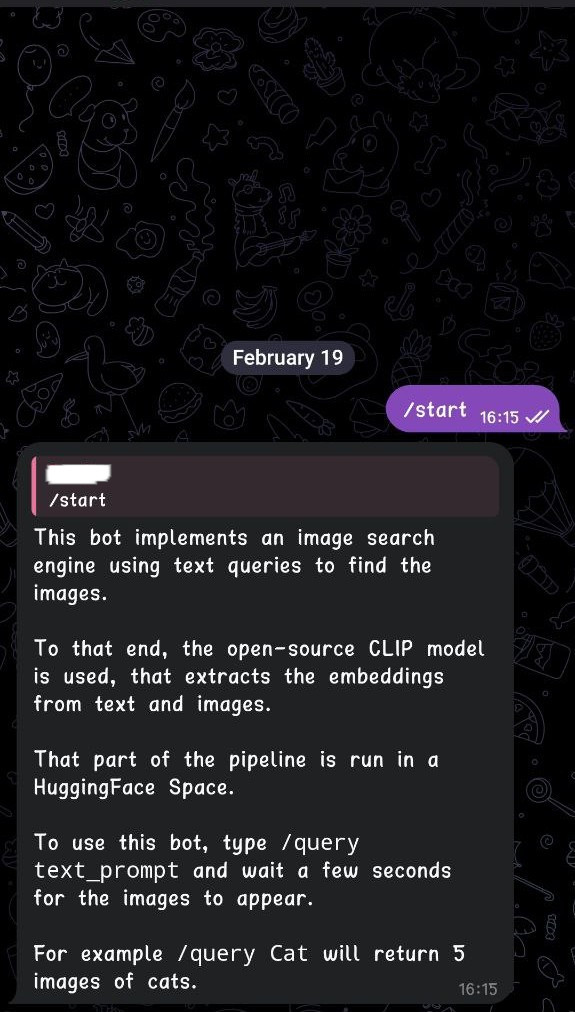 February 19
/start 16:15
/start
This bot implements an image search
engine using text queries to find the
images.
To that end, the open-source CLIP model
is used, that extracts the embeddings
from text and images.
That part of the pipeline is run in a
HuggingFace Space.
To use this bot, type /query
text_prompt and wait a few seconds
for the images to appear.
For example /query Cat will return 5
images of cats.
16:15